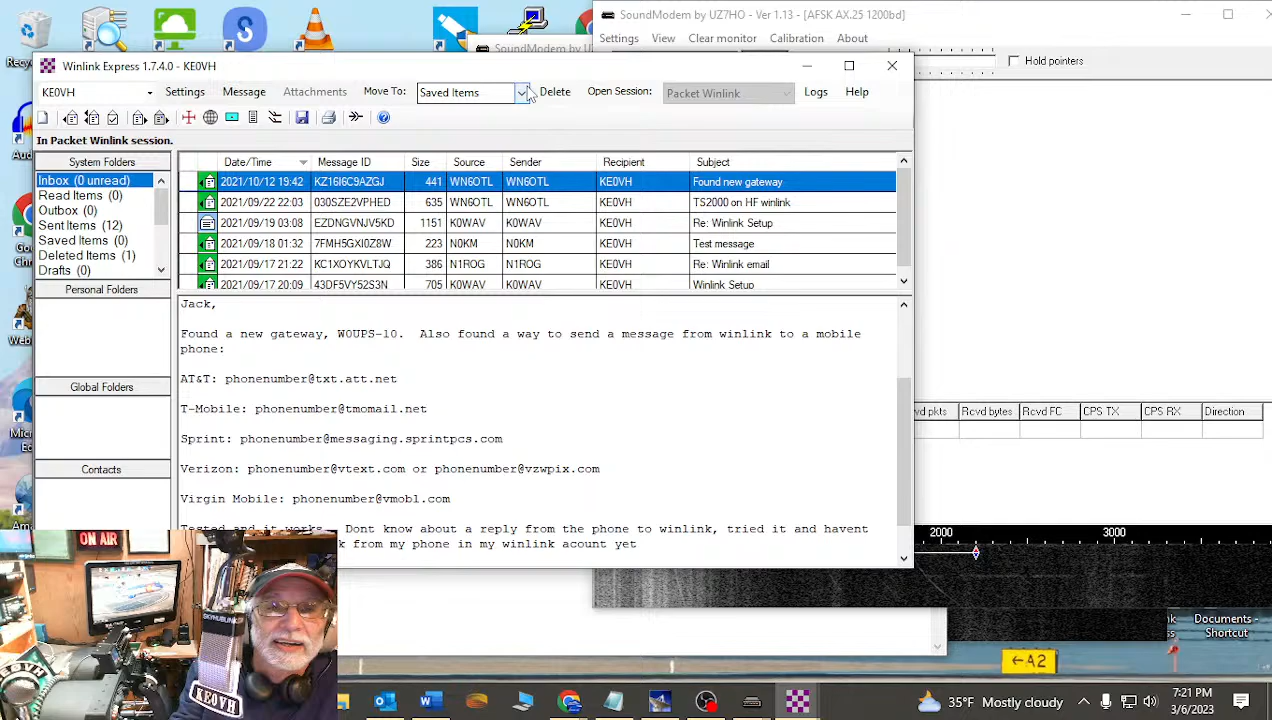 SoundModem by UZ7HO - Ver 1.13 - [AFSK AX.25 1200bd]
Settings View Clear monitor Calibration About
SoundModem by U
Hold pointers
Winlink Express 1.7.4.0 - KE0VH
KE0VH Settings Message Attachments Move To: Saved Items Delete Open Session: Packet Winlink Logs Help
In Packet Winlink session.
System Folders
Inbox (0 unread)
Read Items (0)
Outbox (0)
Sent Items (12)
Saved Items (0)
Deleted Items (1)
Drafts (0)
Personal Folders
Global Folders
Contacts
Date/Time Message ID Size Source Sender Recipient Subject
2021/10/12 19:42 KZ16I6C9AZGJ 441 WN6OTL WN6OTL KE0VH Found new gateway
2021/09/22 22:03 030SZE2VPHED 635 WN6OTL WN6OTL KE0VH TS2000 on HF winlink
2021/09/19 03:08 EZDNGVNJV5KD 1151 K0WAV K0WAV KE0VH Re: Winlink Setup
2021/09/18 01:32 7FMH5GXI0Z8W 223 N0KM N0KM KE0VH Test message
2021/09/17 21:22 KC1XOYKVLTJQ 386 N1ROG N1ROG KE0VH Re: Winlink email
2021/09/17 20:09 43DF5VY52S3N 705 K0WAV K0WAV KE0VH Winlink Setup
Jack,
Found a new gateway, W0UPS-10. Also found a way to send a message from winlink to a mobile
phone:
AT&T: phonenumber@txt.att.net
T-Mobile: phonenumber@tmomail.net
Sprint: phonenumber@messaging.sprintpcs.com
Verizon: phonenumber@vtext.com or phonenumber@vzwpix.com
Virgin Mobile: phonenumber@vmobl.com
Tested and it works. Dont know about a reply from the phone to winlink, tried it and havent
k from my phone in my winlink acount yet
vd pkts Rcvd bytes Rcvd FC CPS TX CPS RX Direction
2000 3000
Documents -
Shortcut
←A2
ON AIR
SKYHUBLINK
KE0VH
KE0VH
35°F Mostly cloudy
7:21 PM
3/6/2023